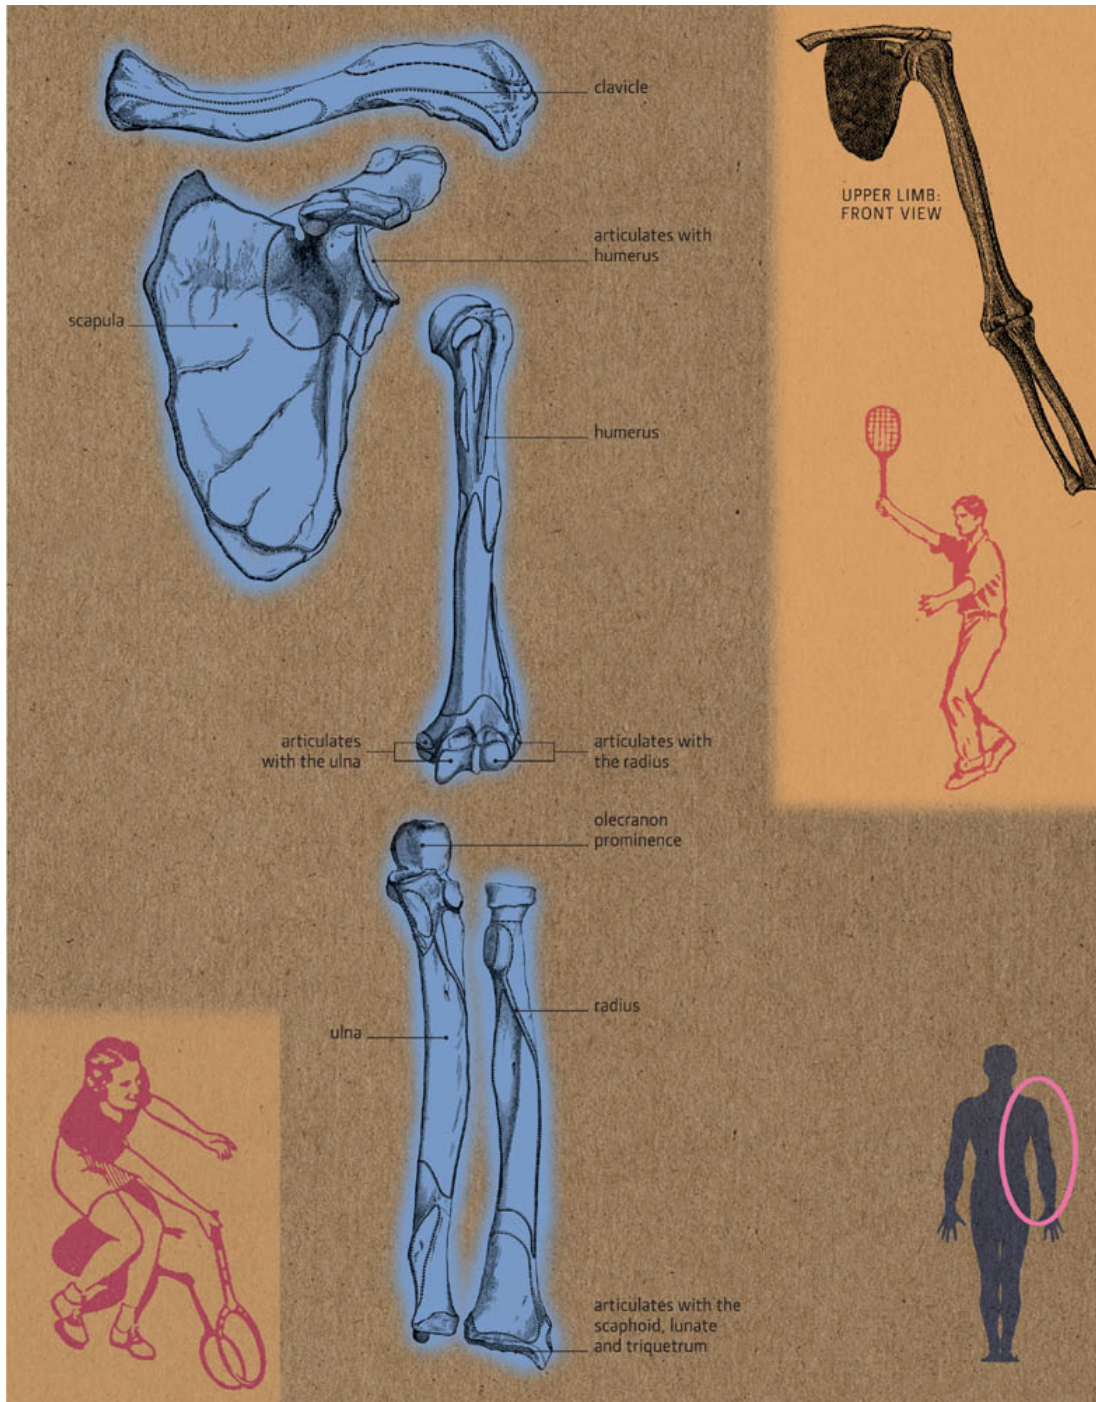 clavicle
UPPER LIMB:
FRONT VIEW
articulates with
humerus
scapula
humerus
articulates
with the ulna
articulates with
the radius
olecranon
prominence
radius
ulna
articulates with the
scaphoid, lunate
and triquetrum